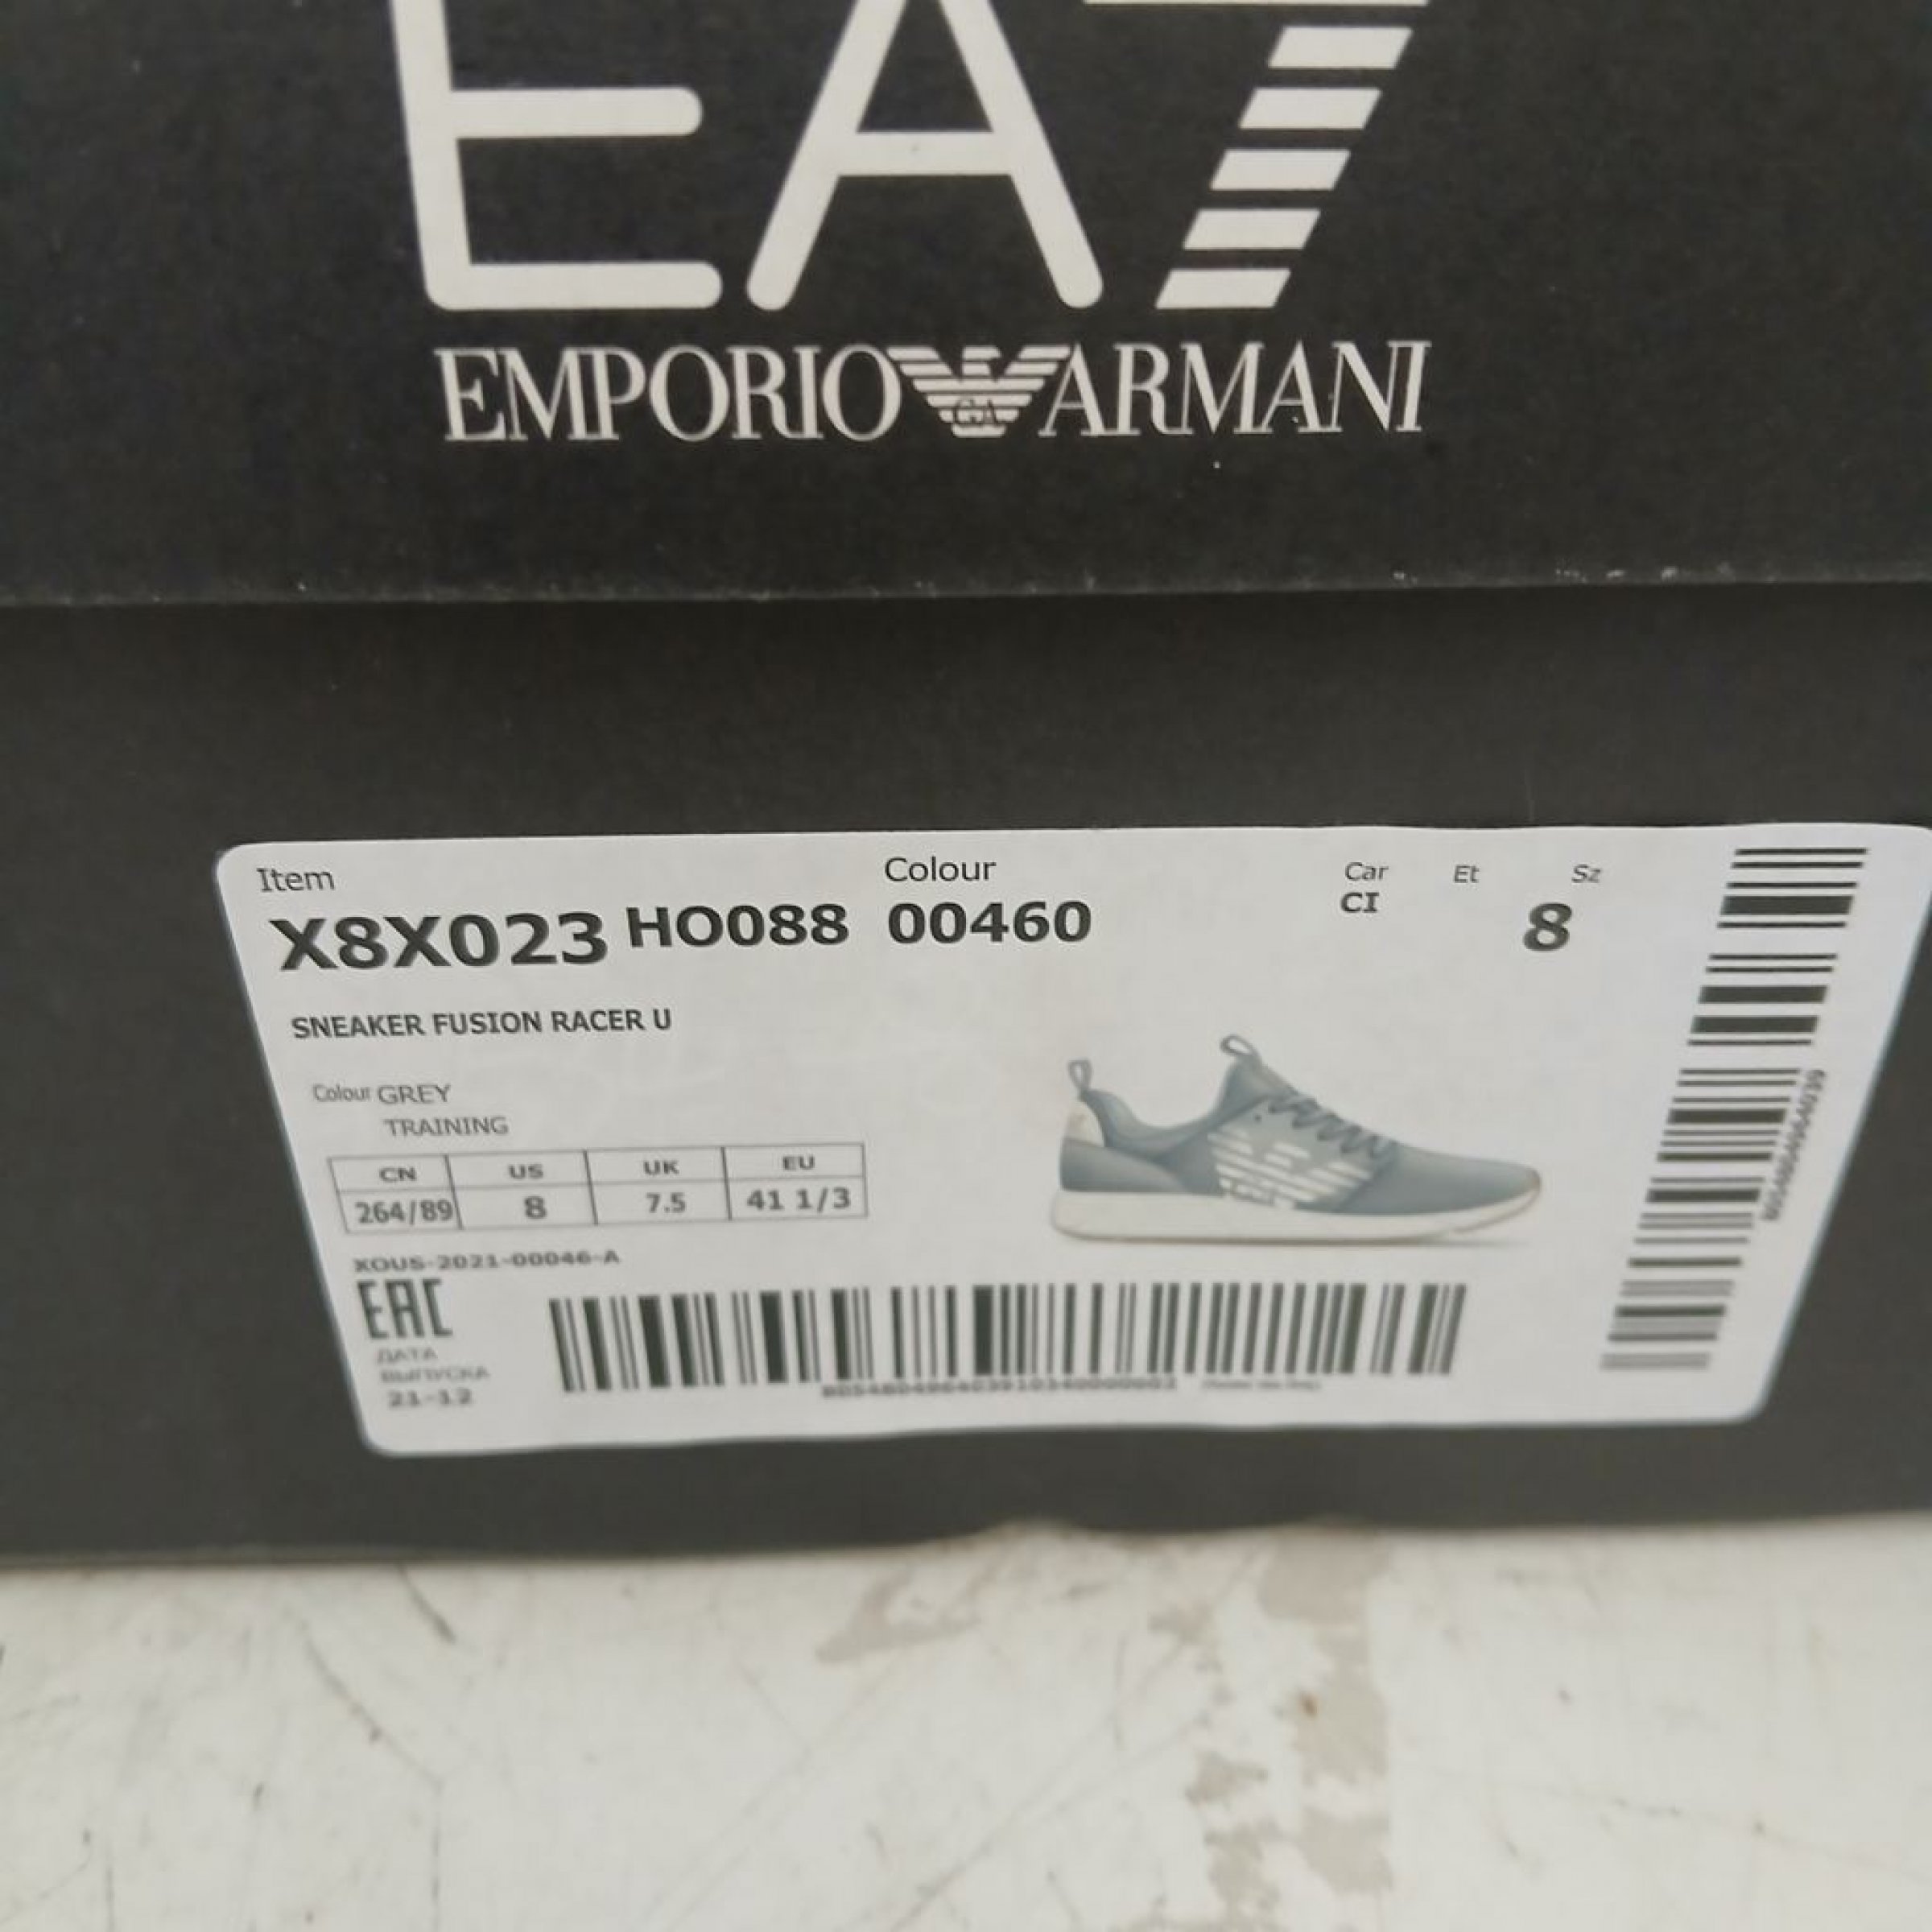 EA7
EMPORIO ARMANI
Item Colour Car Et Sz
X8X023 HO088 00460 CI 8
SNEAKER FUSION RACER U
Colour GREY
TRAINING
CN US UK EU
264/89 8 7.5 41 1/3
XOUS-2021-00046-A
EAC
ДАТА
ВЫПУСКА
21-12